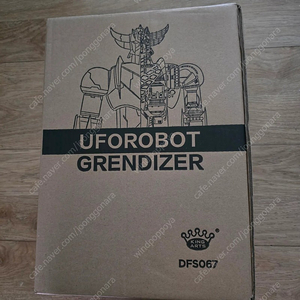 UFOROBOT
GRENDIZER
KING
ARTS
DFS067